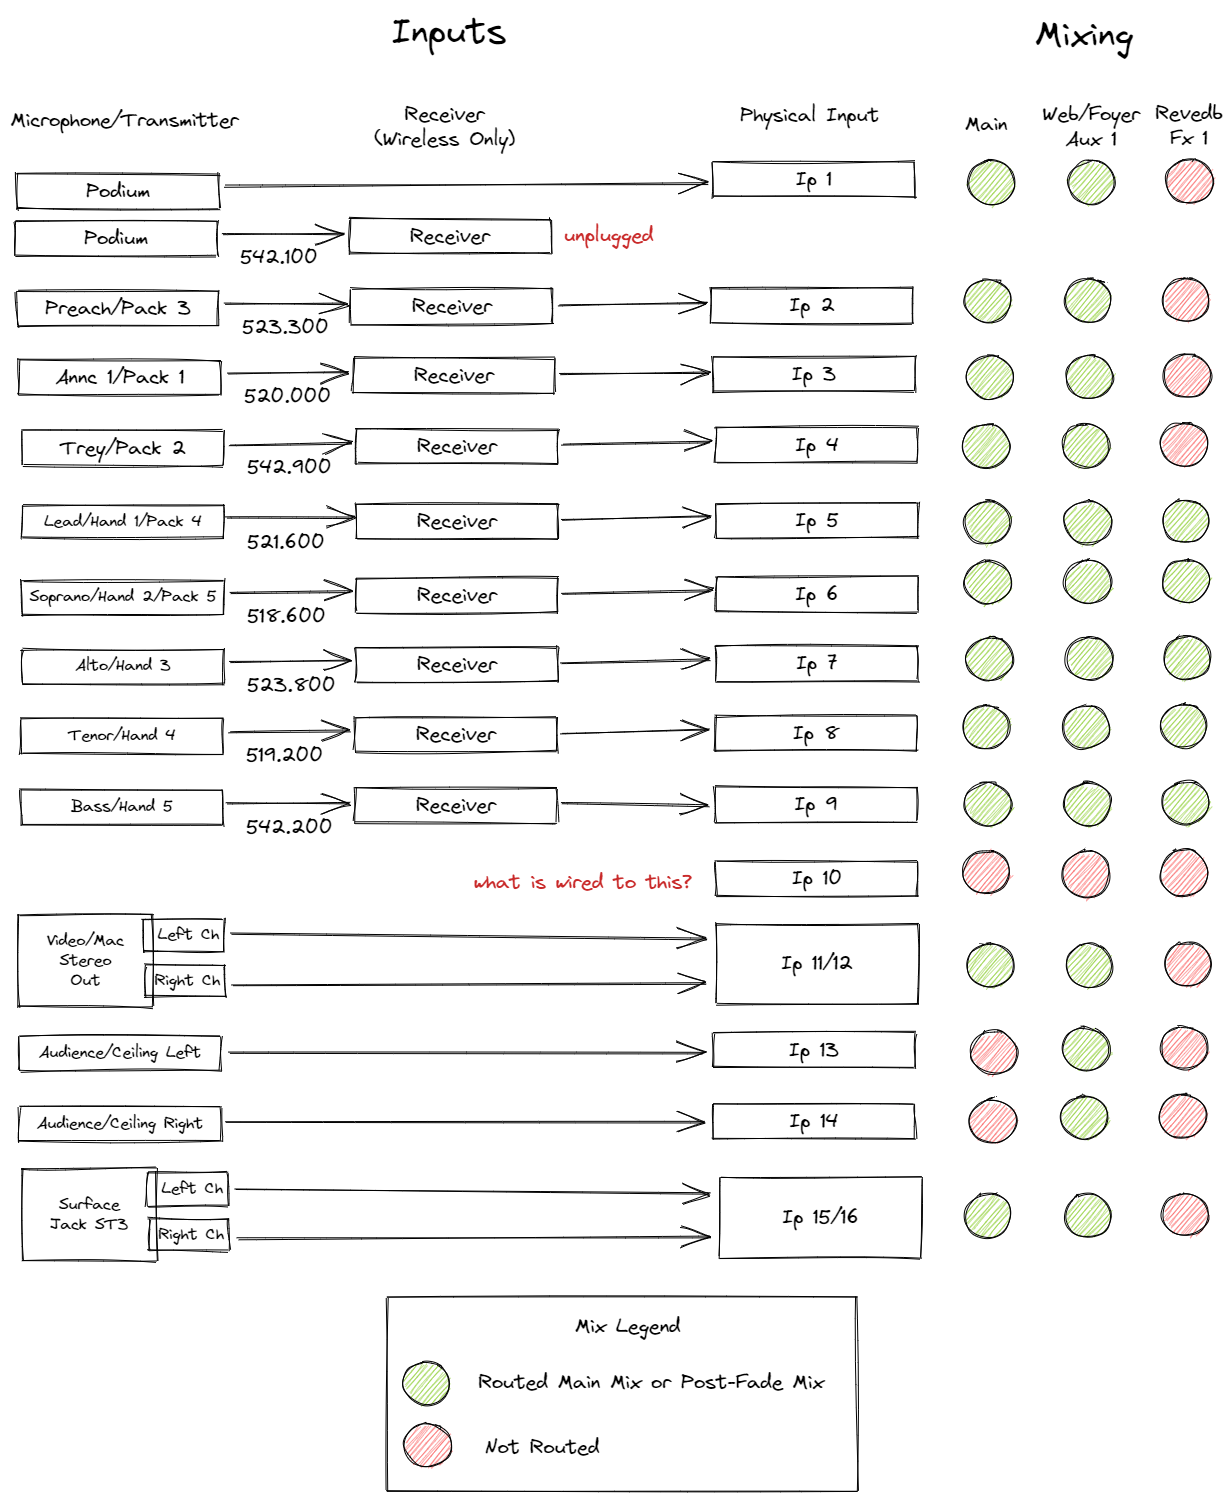 Inputs
Mixing
Microphone/Transmitter
Receiver
(Wireless Only)
Physical Input
Main
Web/Foyer
Aux 1
Revedb
Fx 1
Podium
Ip 1
Podium
542.100
Receiver
unplugged
Preach/Pack 3
523.300
Receiver
Ip 2
Annc 1/Pack 1
520.000
Receiver
Ip 3
Trey/Pack 2
542.900
Receiver
Ip 4
Lead/Hand 1/Pack 4
521.600
Receiver
Ip 5
Soprano/Hand 2/Pack 5
518.600
Receiver
Ip 6
Alto/Hand 3
523.800
Receiver
Ip 7
Tenor/Hand 4
519.200
Receiver
Ip 8
Bass/Hand 5
542.200
Receiver
Ip 9
what is wired to this?
Ip 10
Video/Mac
Stereo
Out
Left Ch
Right Ch
Ip 11/12
Audience/Ceiling Left
Ip 13
Audience/Ceiling Right
Ip 14
Surface
Jack ST3
Left Ch
Right Ch
Ip 15/16
Mix Legend
Routed Main Mix or Post-Fade Mix
Not Routed